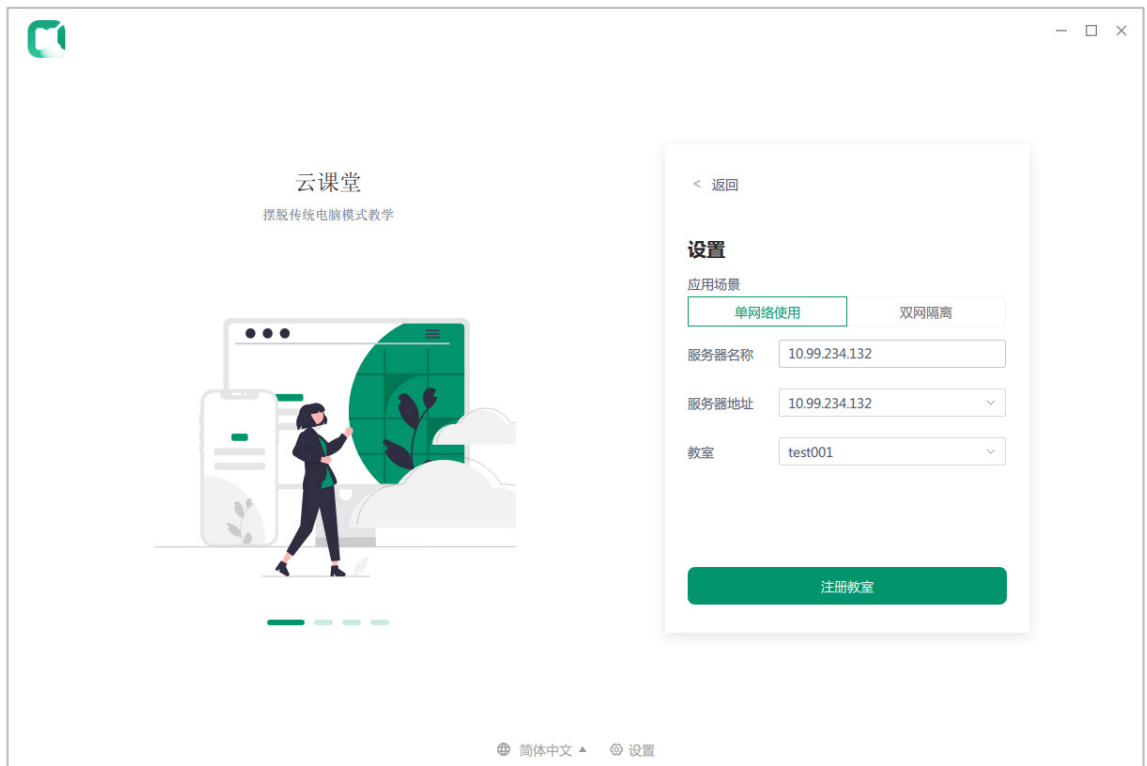 云课堂
摆脱传统电脑模式教学
< 返回
设置
应用场景
单网络使用 双网隔离
服务器名称 10.99.234.132
服务器地址 10.99.234.132
教室 test001
注册教室
简体中文 设置